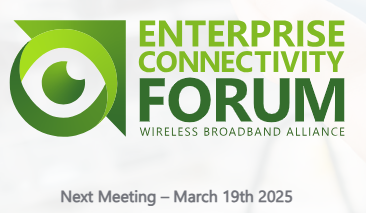 ENTERPRISE
CONNECTIVITY
FORUM
WIRELESS BROADBAND ALLIANCE
Next Meeting – March 19th 2025